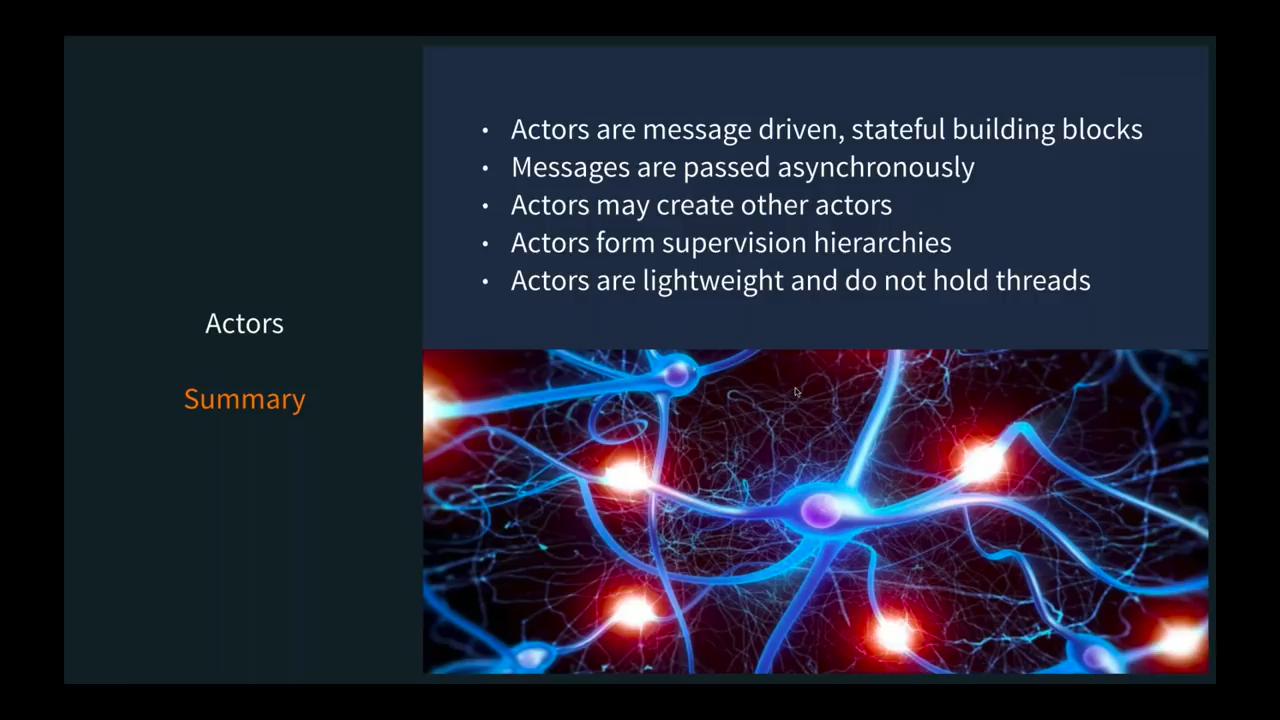 Actors
Summary
• Actors are message driven, stateful building blocks
• Messages are passed asynchronously
• Actors may create other actors
• Actors form supervision hierarchies
• Actors are lightweight and do not hold threads